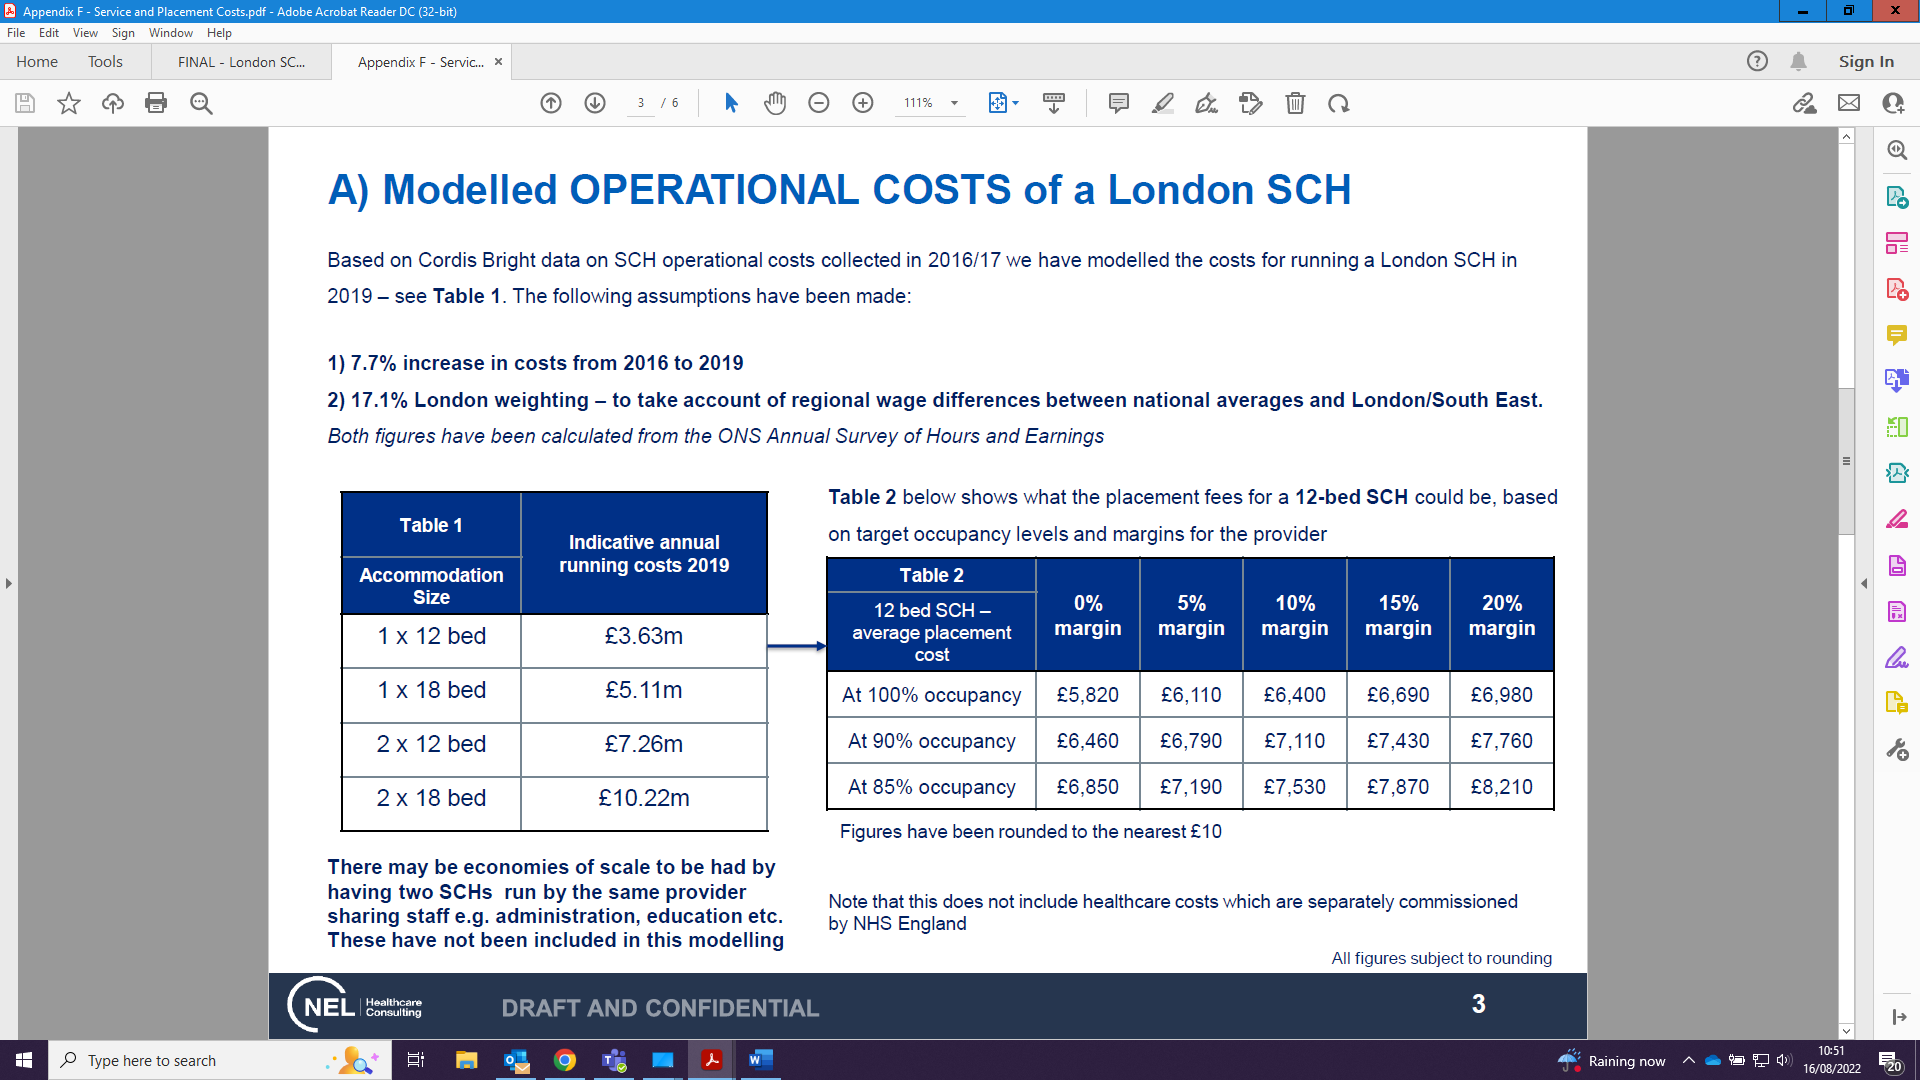 Appendix F - Service and Placement Costs.pdf - Adobe Acrobat Reader DC (32-bit)
File Edit View Sign Window Help
Home Tools FINAL - London SC... Appendix F - Servic... × Sign In
3 / 6 111%
A) Modelled OPERATIONAL COSTS of a London SCH
Based on Cordis Bright data on SCH operational costs collected in 2016/17 we have modelled the costs for running a London SCH in
2019 – see Table 1. The following assumptions have been made:
1) 7.7% increase in costs from 2016 to 2019
2) 17.1% London weighting – to take account of regional wage differences between national averages and London/South East.
Both figures have been calculated from the ONS Annual Survey of Hours and Earnings
Table 1
Accommodation
Size
Indicative annual
running costs 2019
1 x 12 bed £3.63m
1 x 18 bed £5.11m
2 x 12 bed £7.26m
2 x 18 bed £10.22m
There may be economies of scale to be had by
having two SCHs run by the same provider
sharing staff e.g. administration, education etc.
These have not been included in this modelling
Table 2 below shows what the placement fees for a 12-bed SCH could be, based
on target occupancy levels and margins for the provider
Table 2
12 bed SCH –
average placement
cost
0%
margin
5%
margin
10%
margin
15%
margin
20%
margin
At 100% occupancy £5,820 £6,110 £6,400 £6,690 £6,980
At 90% occupancy £6,460 £6,790 £7,110 £7,430 £7,760
At 85% occupancy £6,850 £7,190 £7,530 £7,870 £8,210
Figures have been rounded to the nearest £10
Note that this does not include healthcare costs which are separately commissioned
by NHS England
All figures subject to rounding
NEL Healthcare
Consulting
DRAFT AND CONFIDENTIAL
3
Type here to search
Raining now
10:51
16/08/2022
20